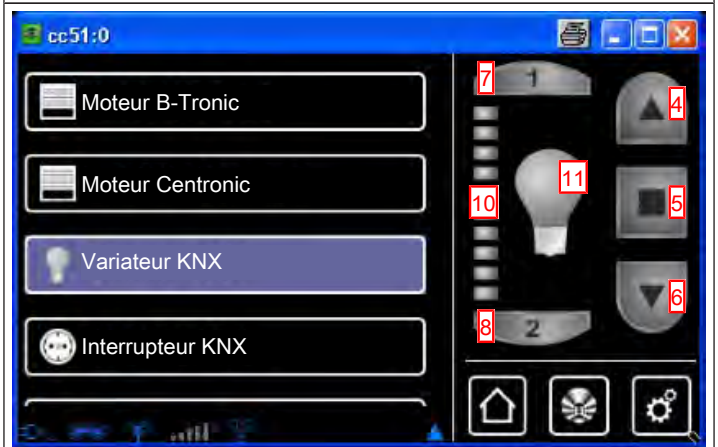 cc51:0
Moteur B-Tronic
Moteur Centronic
Variateur KNX
Interrupteur KNX
7
1
4
11
10
5
6
8
2